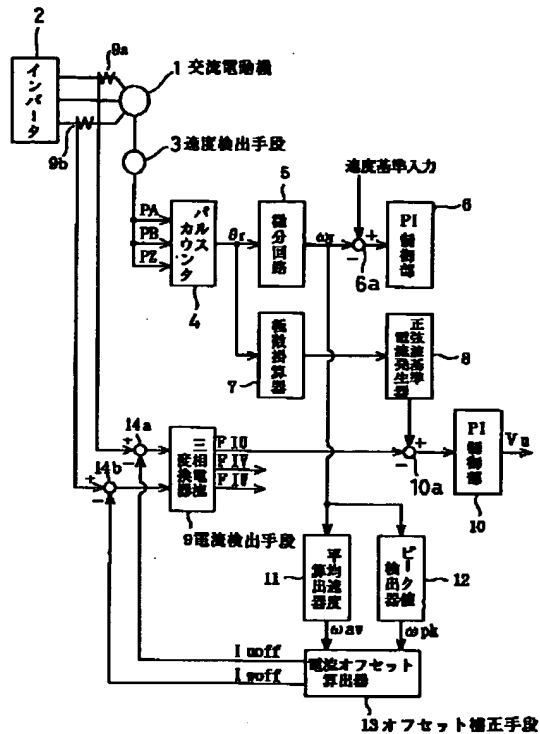 2
9a
インバータ
9b
1 交流電動機
3 速度検出手段
PA
PB
PZ
パルスカウンタ
4
θr
5
微分回路
ωr
速度基準入力
+
−
6a
6
PI制御部
極数掛算器
7
正弦波基準電流発生器
8
14a
+
−
14b
+
−
三相電流変換器
FIU
FIV
FIW
9 電流検出手段
+
−
10a
PI制御部
10
Vu
11
平均速度算出器
ピーク値検出器
12
ωav
ωpk
Iuoff
Iwoff
電流オフセット算出器
13 オフセット補正手段